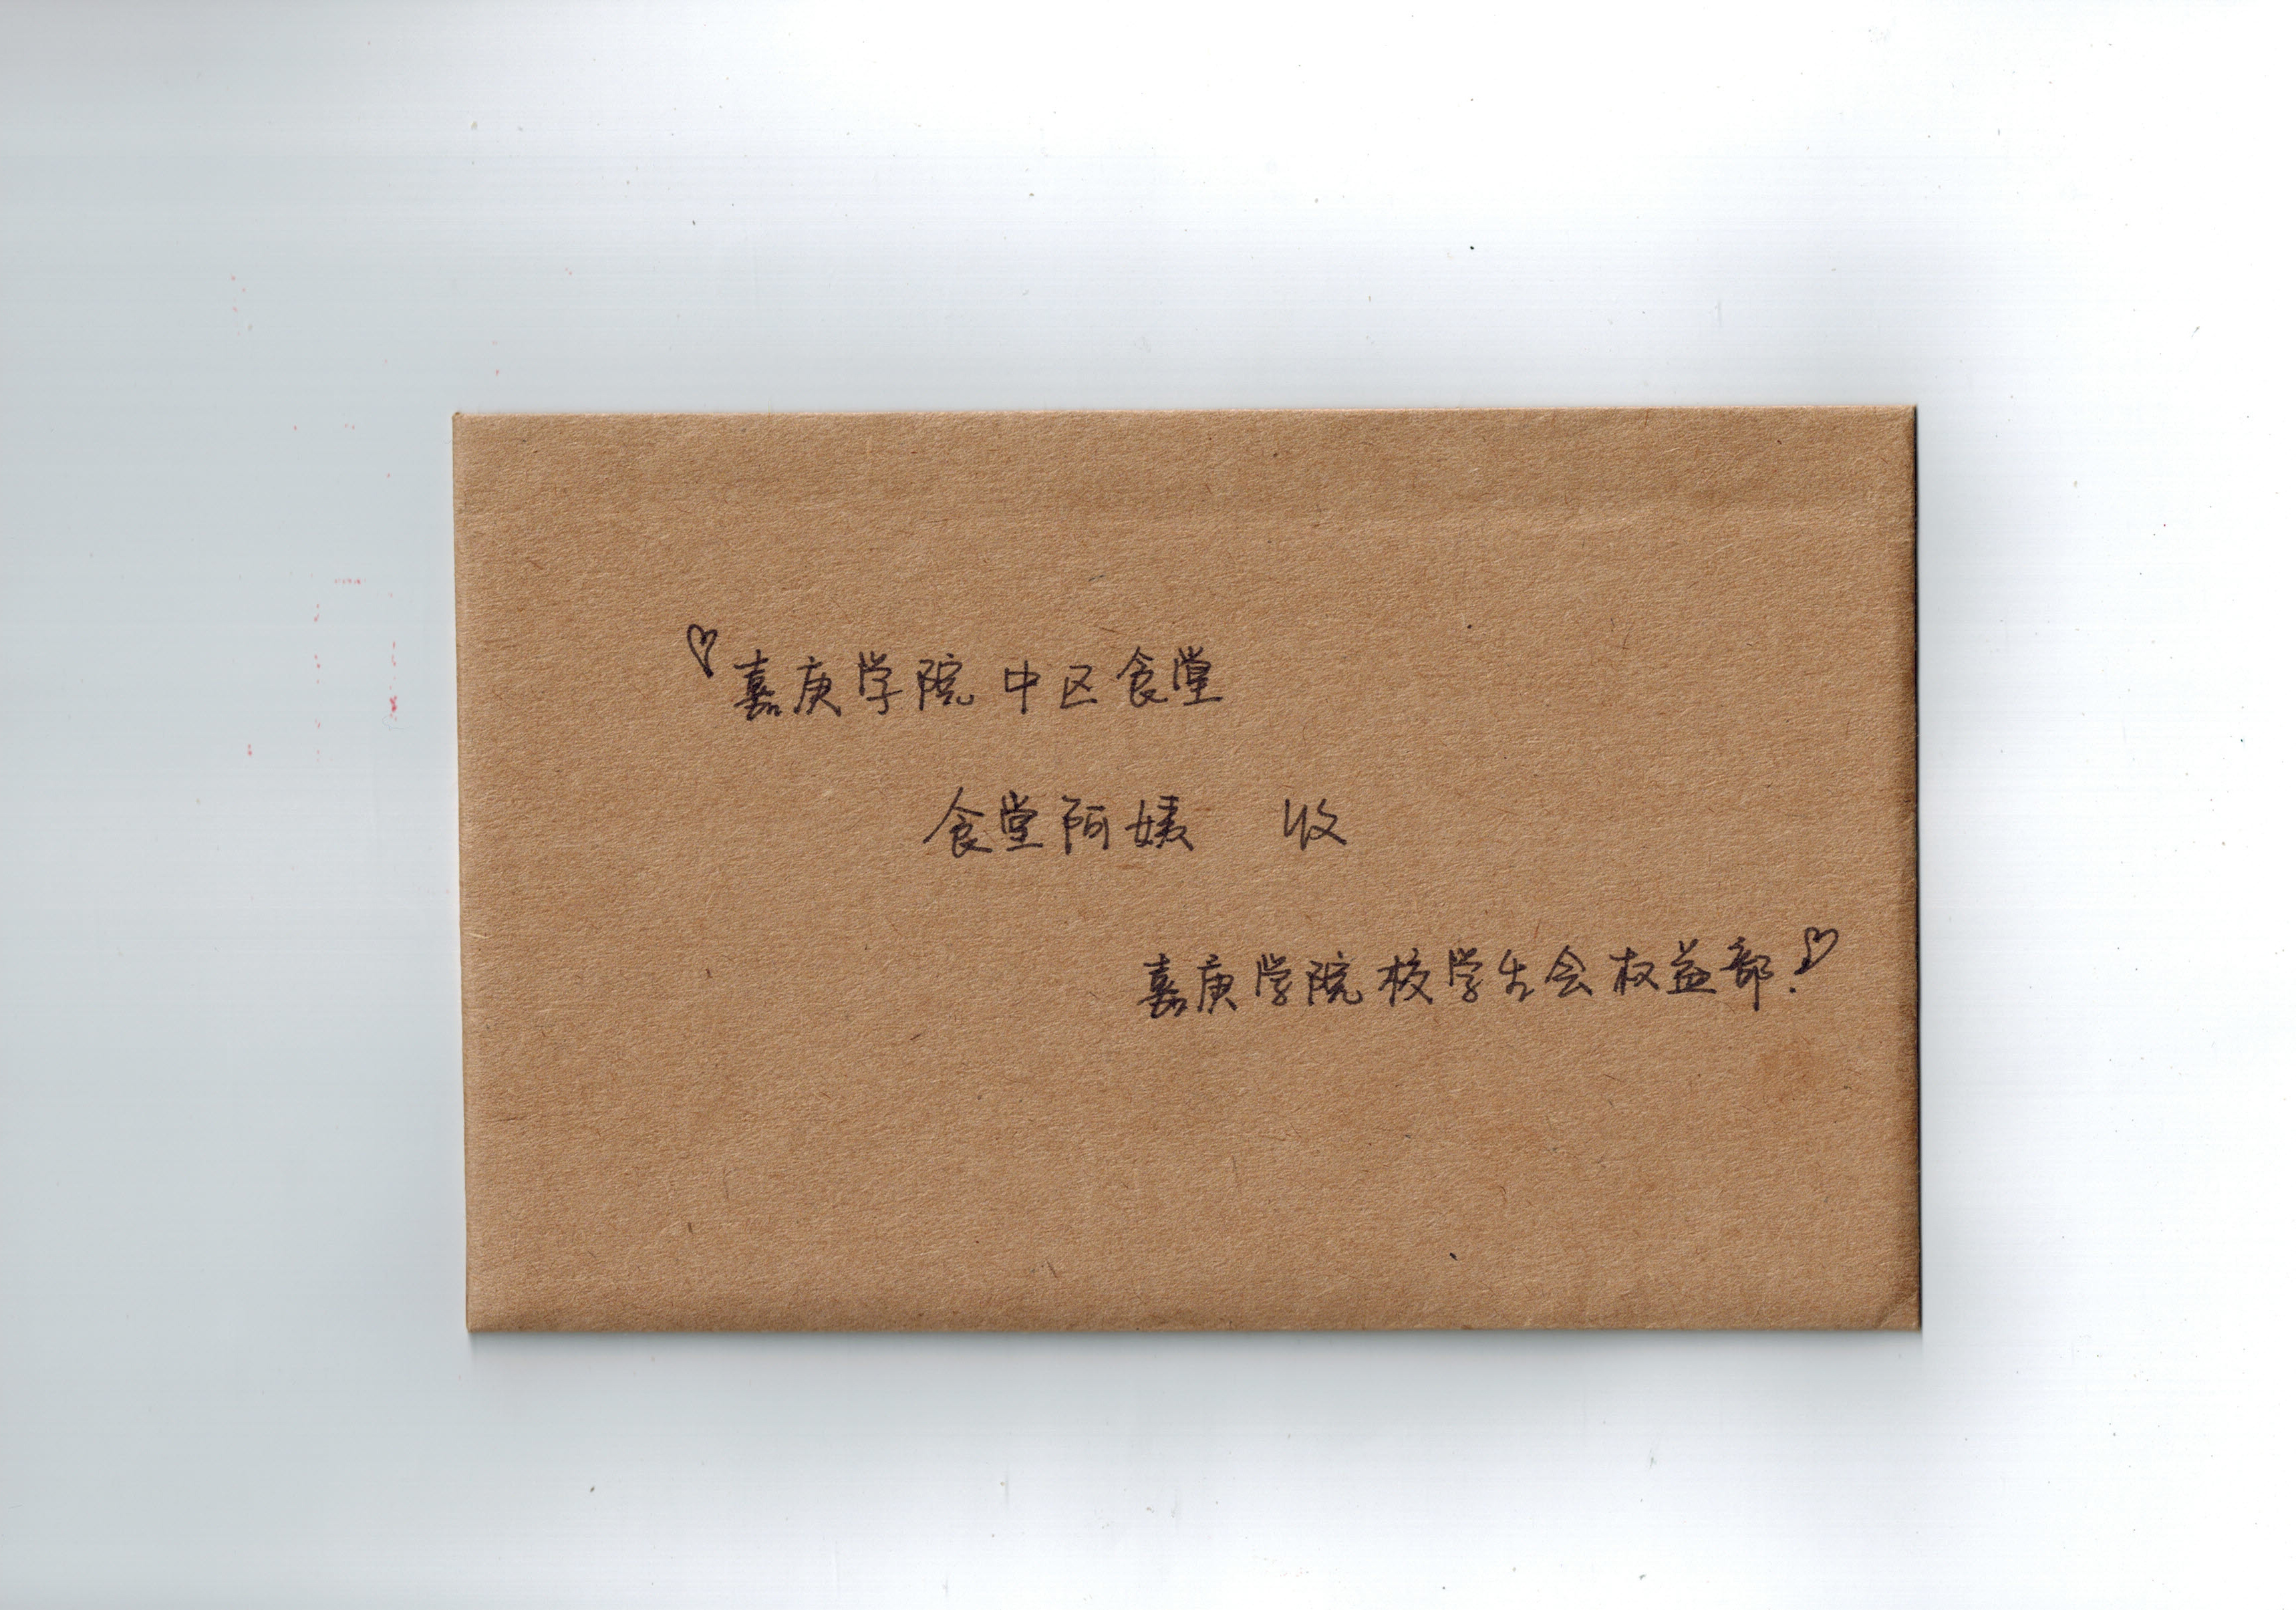 ♡嘉庚学院中区食堂
食堂阿姨 收
嘉庚学院校学生会权益部.♡